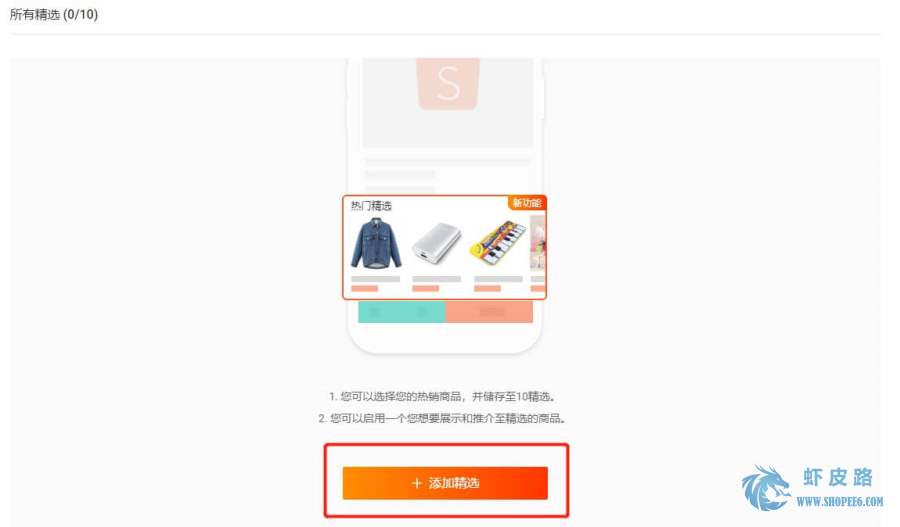 所有精选 (0/10)
S
热门精选
新功能
1. 您可以选择您的热销商品，并储存至10精选。
2. 您可以启用一个您想要展示和推介至精选的商品。
+ 添加精选
虾皮路
WWW.SHOPEE6.COM